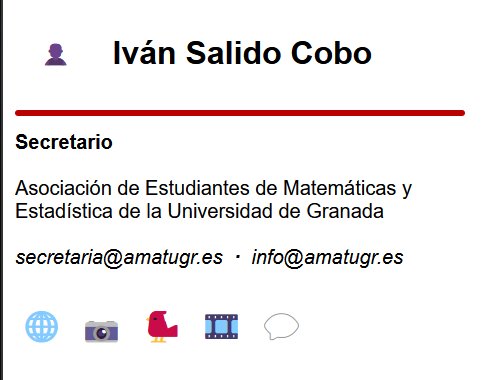 Iván Salido Cobo
Secretario
Asociación de Estudiantes de Matemáticas y
Estadística de la Universidad de Granada
secretaria@amatugr.es · info@amatugr.es